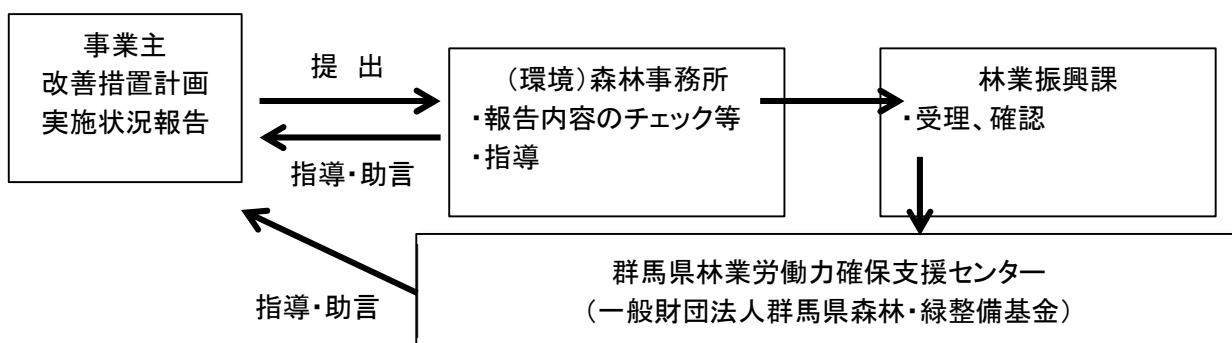 事業主
改善措置計画
実施状況報告
提 出
指導・助言
(環境)森林事務所
・報告内容のチェック等
・指導
林業振興課
・受理、確認
指導・助言
群馬県林業労働力確保支援センター
(一般財団法人群馬県森林・緑整備基金)